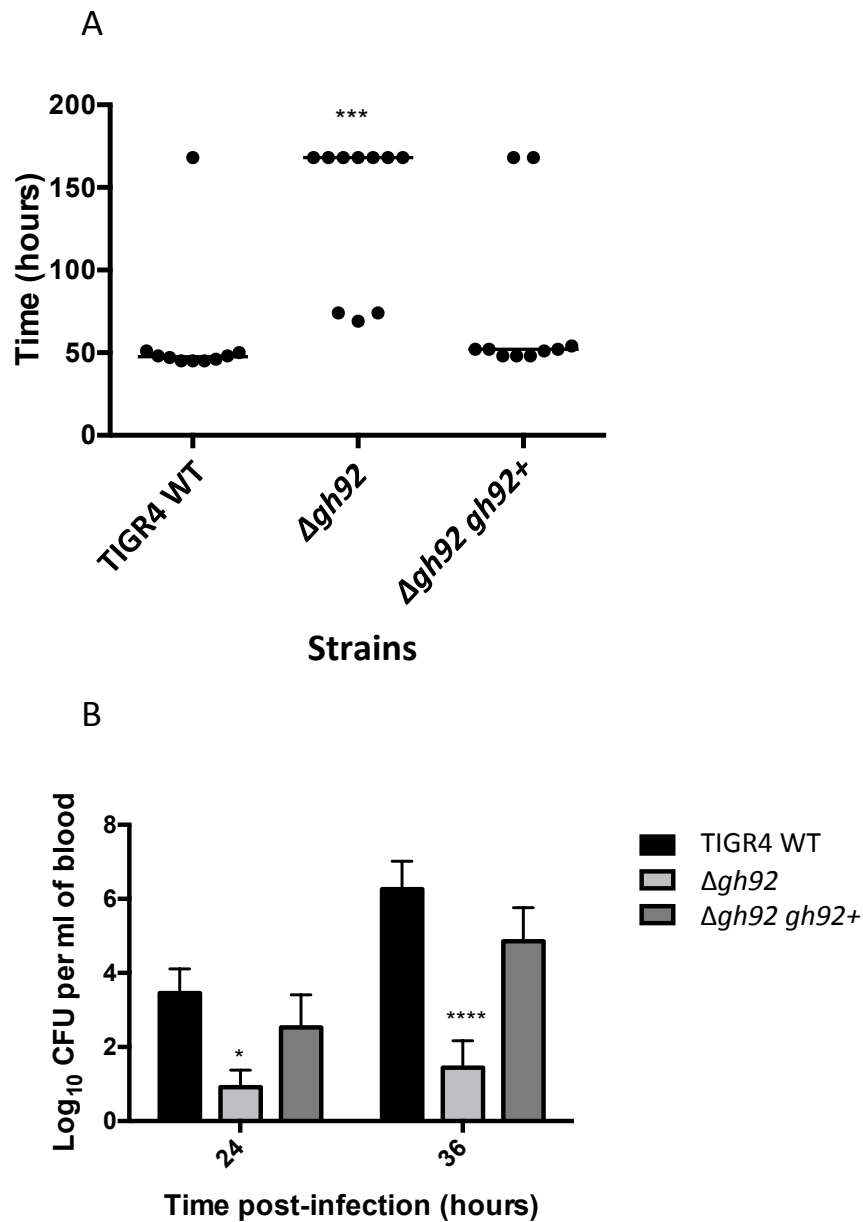 A
200
***
150
100
50
0
Time (hours)
TIGR4 WT
Δgh92
Δgh92 gh92+
Strains
B
8
6
4
2
0
Log10 CFU per ml of blood
*
****
24
36
Time post-infection (hours)
TIGR4 WT
Δgh92
Δgh92 gh92+